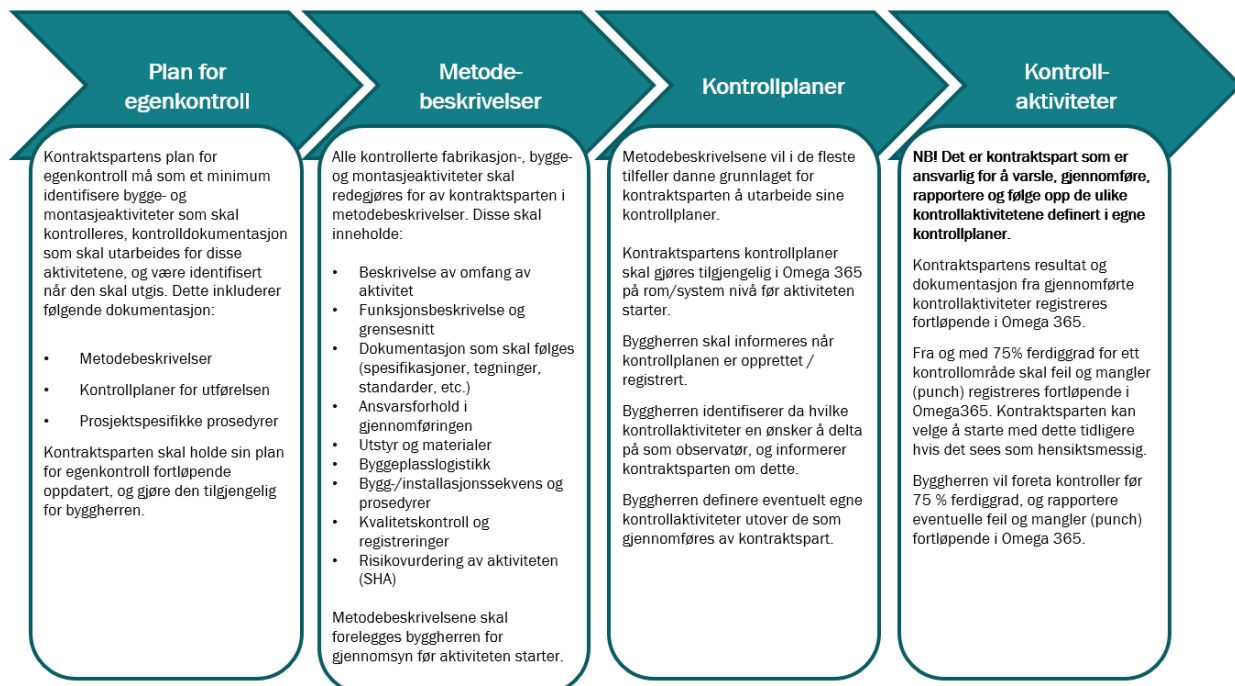 Plan for
egenkontroll
Kontraktspartens plan for
egenkontroll må som et minimum
identifisere bygge- og
montasjeaktiviteter som skal
kontrolleres, kontrolldokumentasjon
som skal utarbeides for disse
aktivitetene, og være identifisert
når den skal utgis. Dette inkluderer
følgende dokumentasjon:
• Metodebeskrivelser
• Kontrollplaner for utførelsen
• Prosjektspesifikke prosedyrer
Kontraktsparten skal holde sin plan
for egenkontroll fortløpende
oppdatert, og gjøre den tilgjengelig
for byggherren.
Metode-
beskrivelser
Alle kontrollerte fabrikasjon-, bygge-
og montasjeaktiviteter skal
redegjøres for av kontraktsparten i
metodebeskrivelser. Disse skal
inneholde:
• Beskrivelse av omfang av
aktivitet
• Funksjonsbeskrivelse og
grensesnitt
• Dokumentasjon som skal følges
(spesifikasjoner, tegninger,
standarder, etc.)
• Ansvarsforhold i
gjennomføringen
• Utstyr og materialer
• Byggeplasslogistikk
• Bygg-/installasjonssekvens og
prosedyrer
• Kvalitetskontroll og
registreringer
• Risikovurdering av aktiviteten
(SHA)
Metodebeskrivelsene skal
forelegges byggherren for
gjennomsyn før aktiviteten starter.
Kontrollplaner
Metodebeskrivelsene vil i de fleste
tilfeller danne grunnlaget for
kontraktsparten å utarbeide sine
kontrollplaner.
Kontraktspartens kontrollplaner
skal gjøres tilgjengelig i Omega 365
på rom/system nivå før aktiviteten
starter.
Byggherren skal informeres når
kontrollplanen er opprettet /
registrert.
Byggherren identifiserer da hvilke
kontrollaktiviteter en ønsker å delta
på som observatør, og informerer
kontraktsparten om dette.
Byggherren definere eventuelt egne
kontrollaktiviteter utover de som
gjennomføres av kontraktspart.
Kontroll-
aktiviteter
NB! Det er kontraktspart som er
ansvarlig for å varsle, gjennomføre,
rapportere og følge opp de ulike
kontrollaktivitetene definert i egne
kontrollplaner.
Kontraktspartens resultat og
dokumentasjon fra gjennomførte
kontrollaktiviteter registreres
fortløpende i Omega 365.
Fra og med 75% ferdiggrad for ett
kontrollområde skal feil og mangler
(punch) registreres fortløpende i
Omega365. Kontraktsparten kan
velge å starte med dette tidligere
hvis det sees som hensiktsmessig.
Byggherren vil foreta kontroller før
75 % ferdiggrad, og rapportere
eventuelle feil og mangler (punch)
fortløpende i Omega 365.